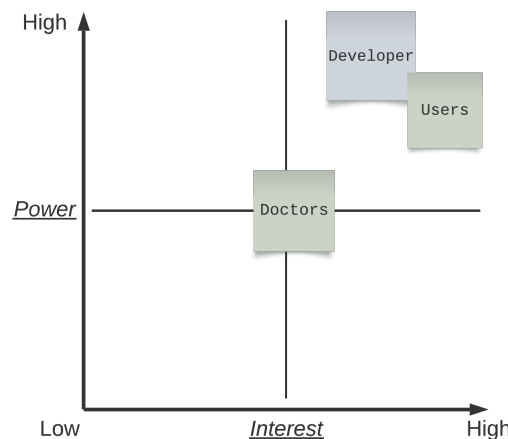 High
Developer
Users
Power
Doctors
Low
Interest
High